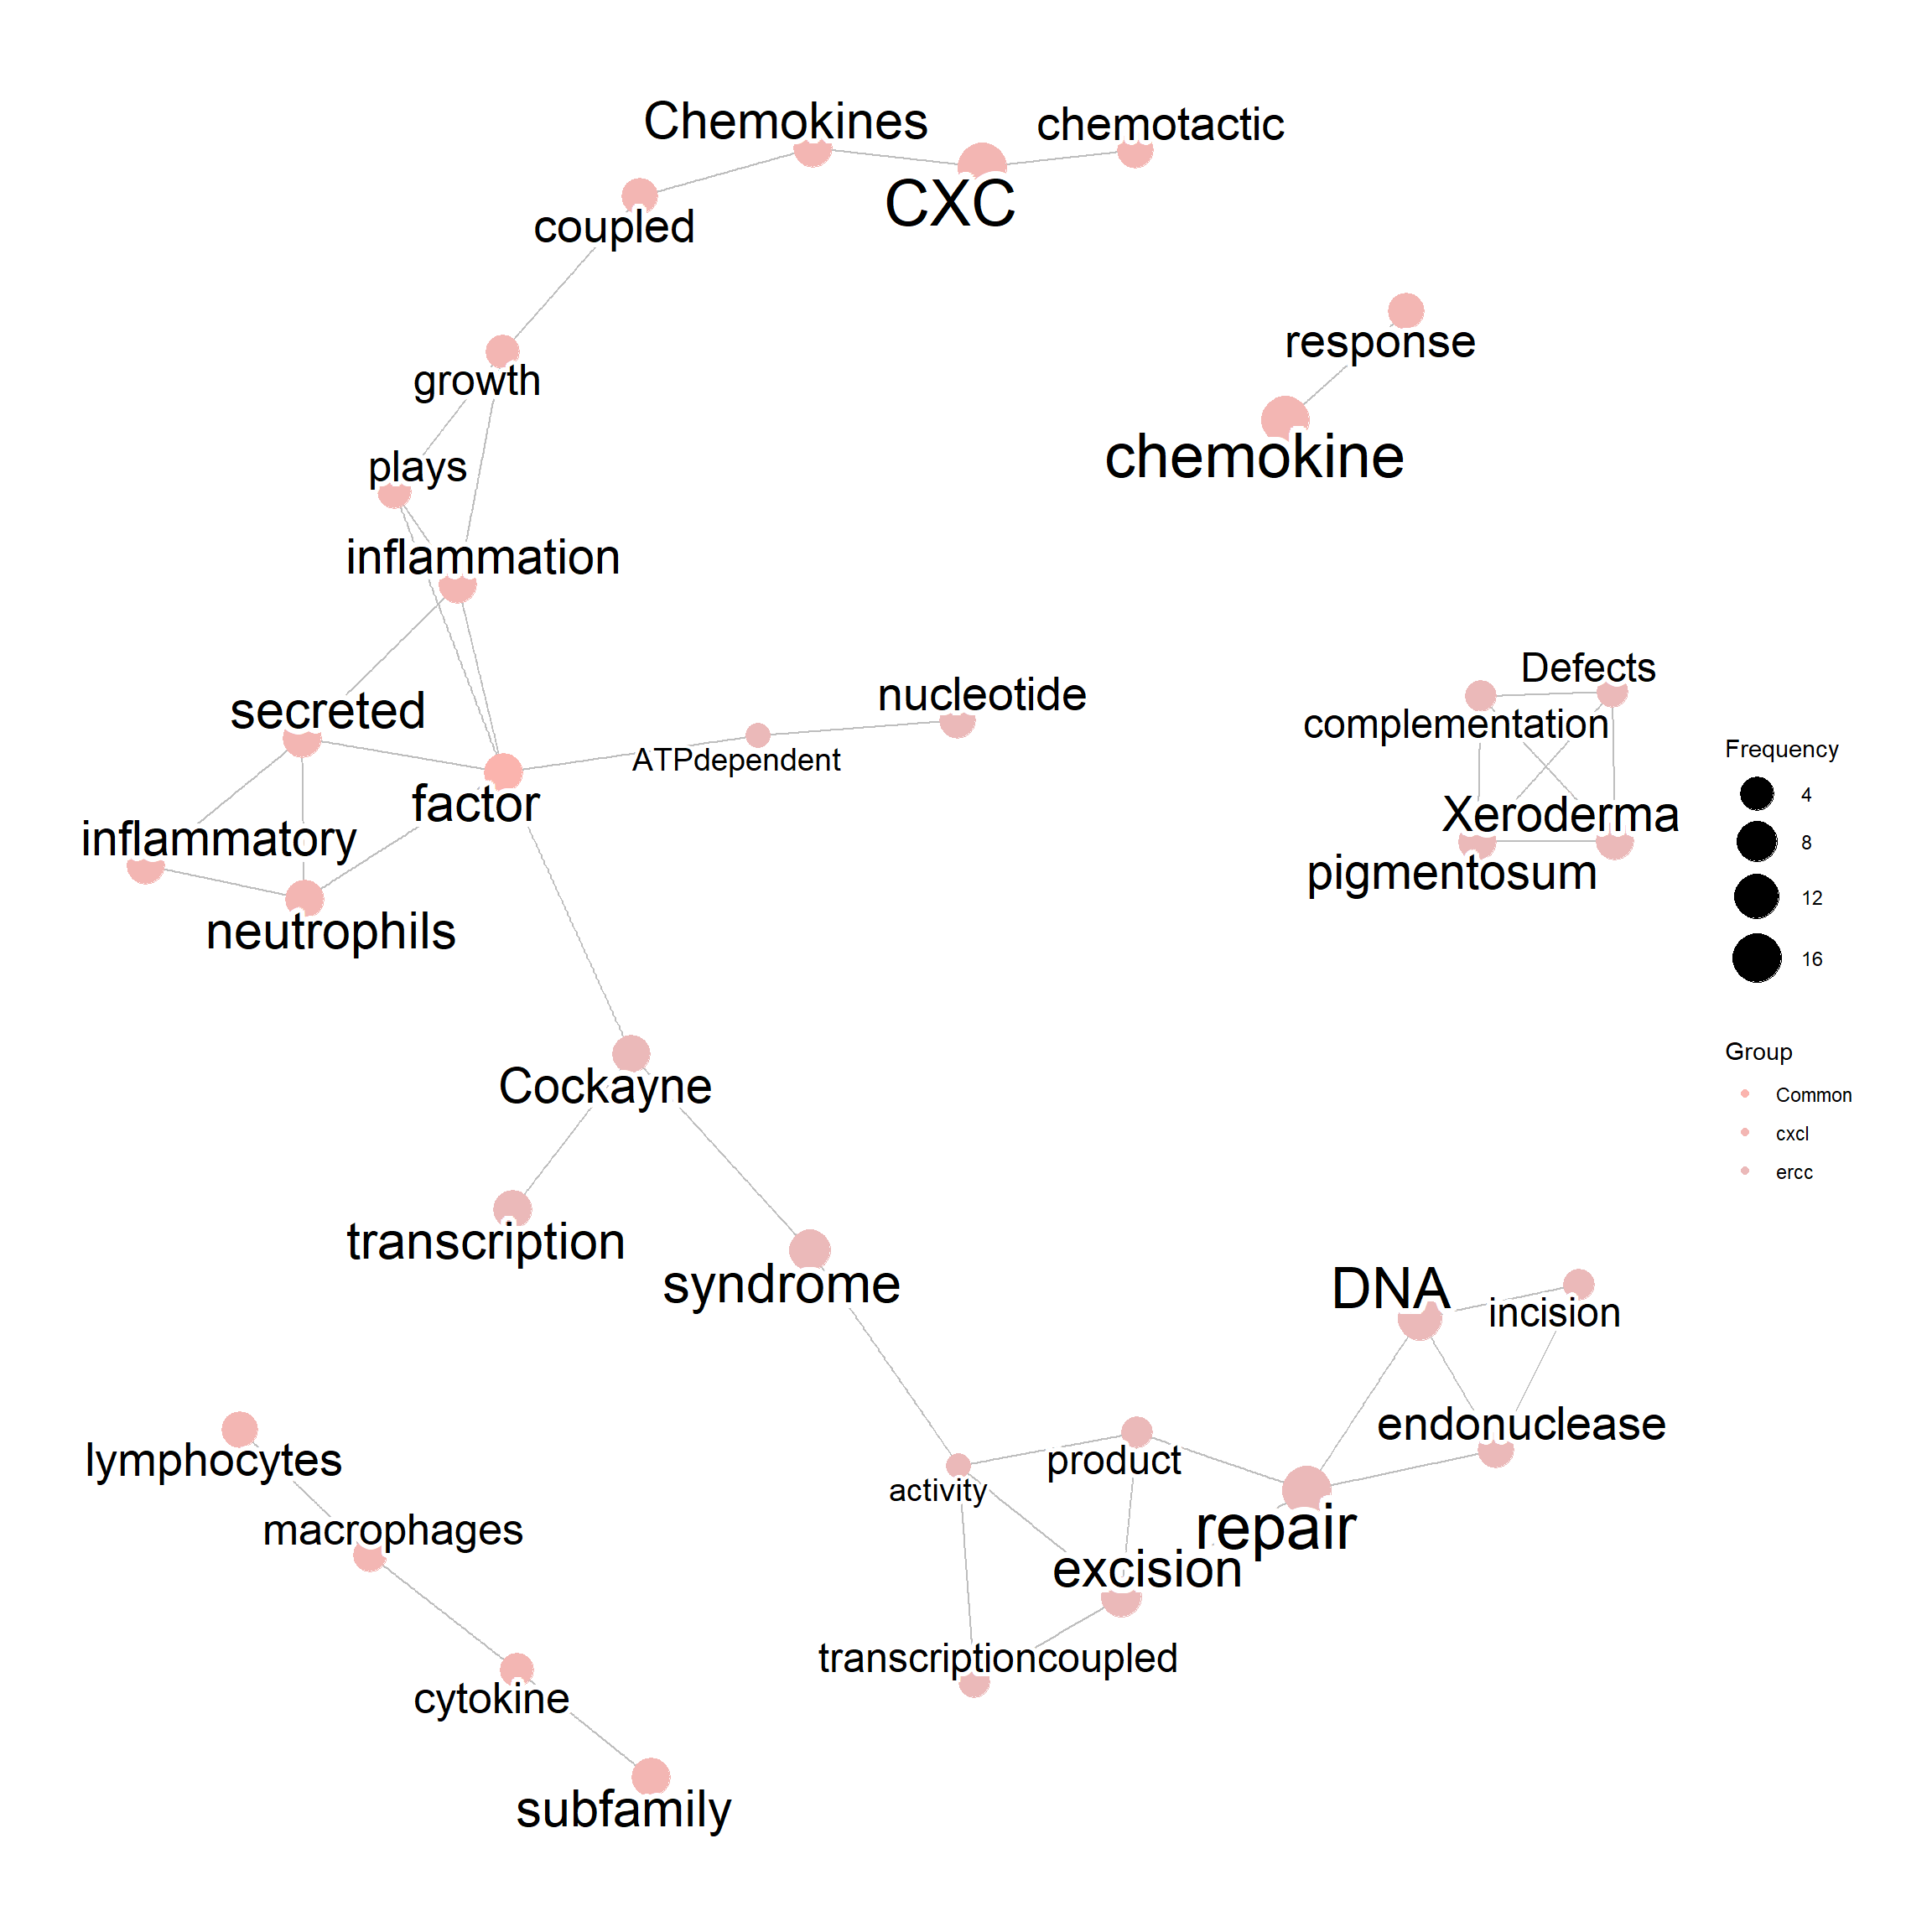 Chemokines
chemotactic
CXC
coupled
response
growth
chemokine
plays
inflammation
Defects
nucleotide
secreted
complementation
Frequency
ATPdependent
4
factor
Xeroderma
8
inflammatory
pigmentosum
12
neutrophils
16
Group
Cockayne
Common
cxcl
ercc
transcription
syndrome
DNA
incision
endonuclease
lymphocytes
product
activity
macrophages
repair
excision
transcriptioncoupled
cytokine
subfamily